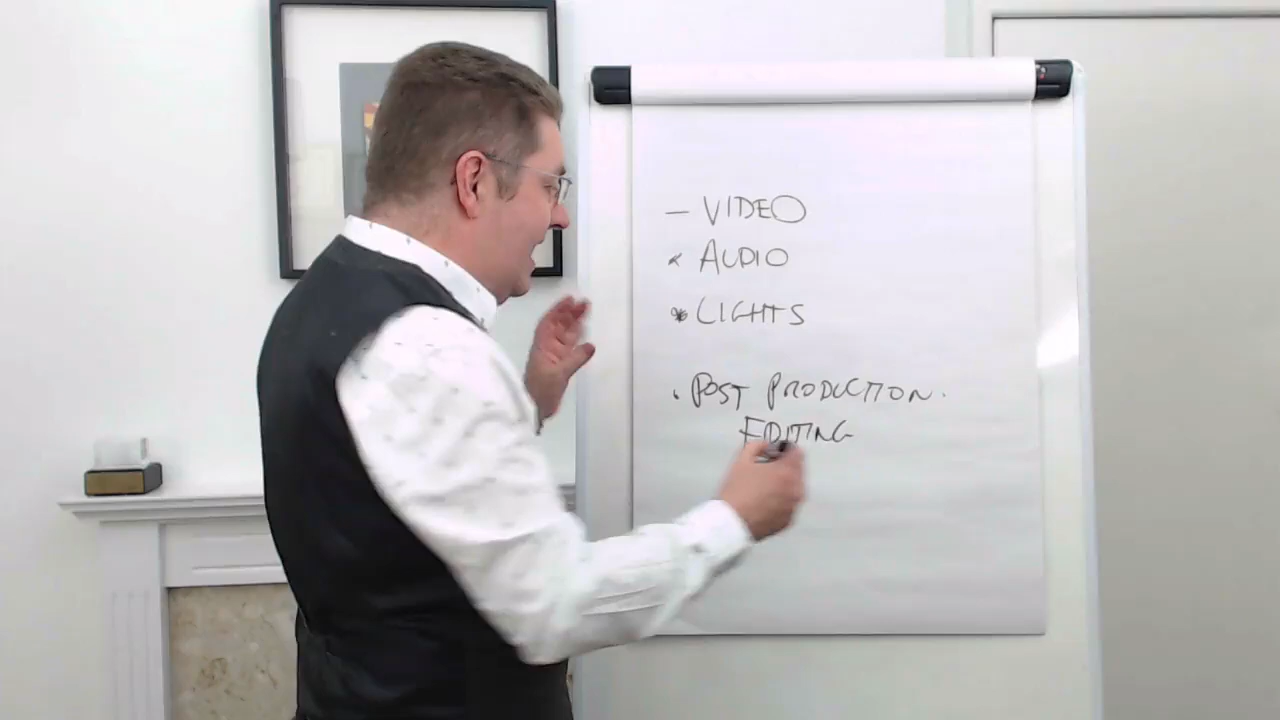 — VIDEO
AUDIO
* LIGHTS
. POST PRODUCTION.
EDITING